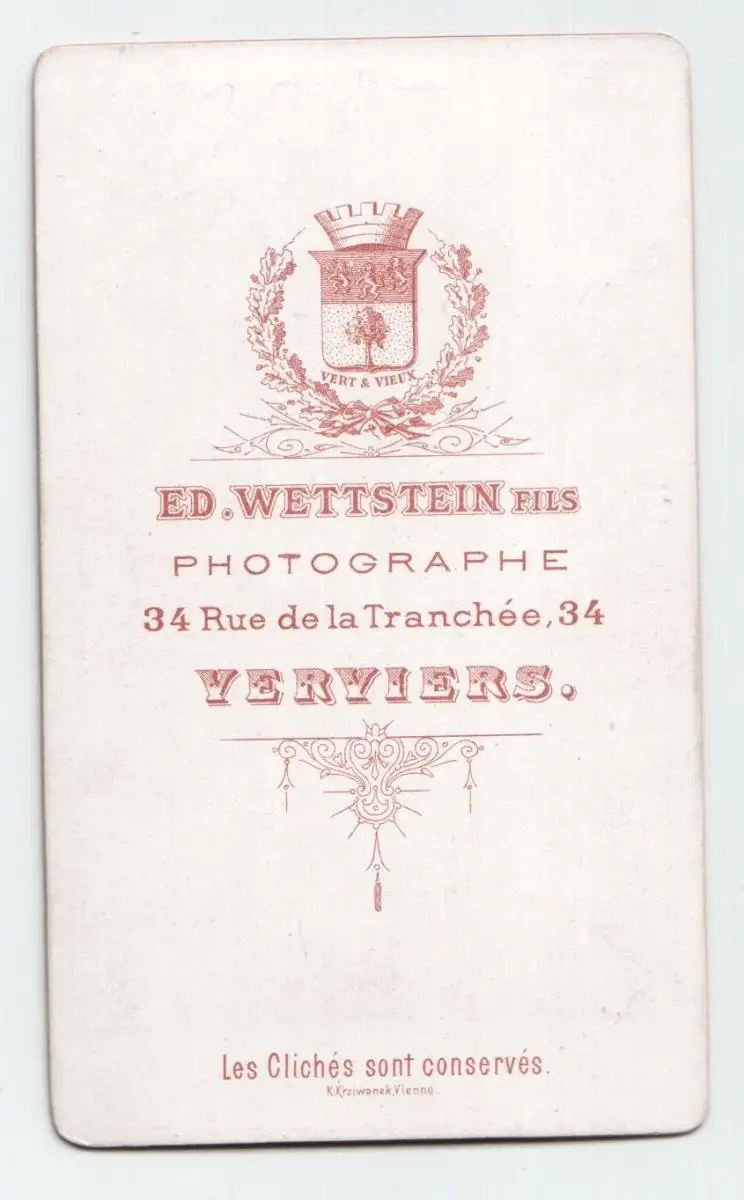 VERT & VIEUX
ED. WETTSTEIN FILS
PHOTOGRAPHE
34 Rue de la Tranchée, 34
VERVIERS.
Les Clichés sont conservés.
K. Krziwanek, Vienne.